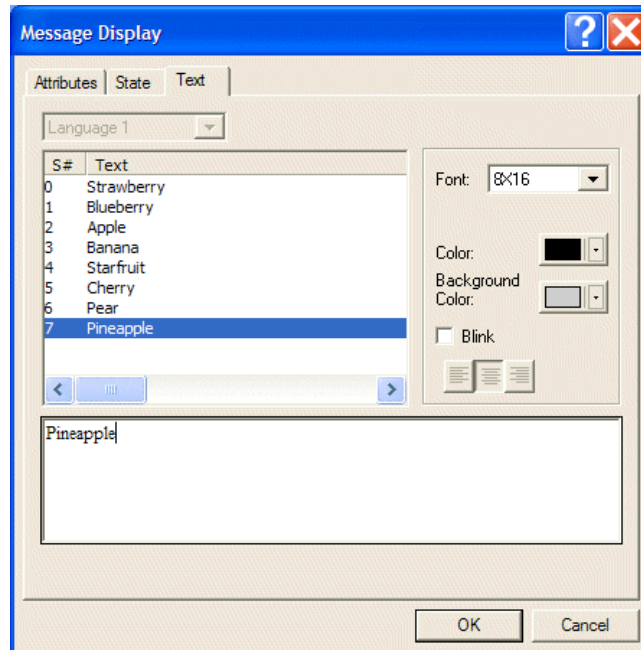 Message Display
Attributes State Text
Language 1
S# Text
0 Strawberry
1 Blueberry
2 Apple
3 Banana
4 Starfruit
5 Cherry
6 Pear
7 Pineapple
Font: 8X16
Color:
Background
Color:
Blink
Pineapple
OK Cancel